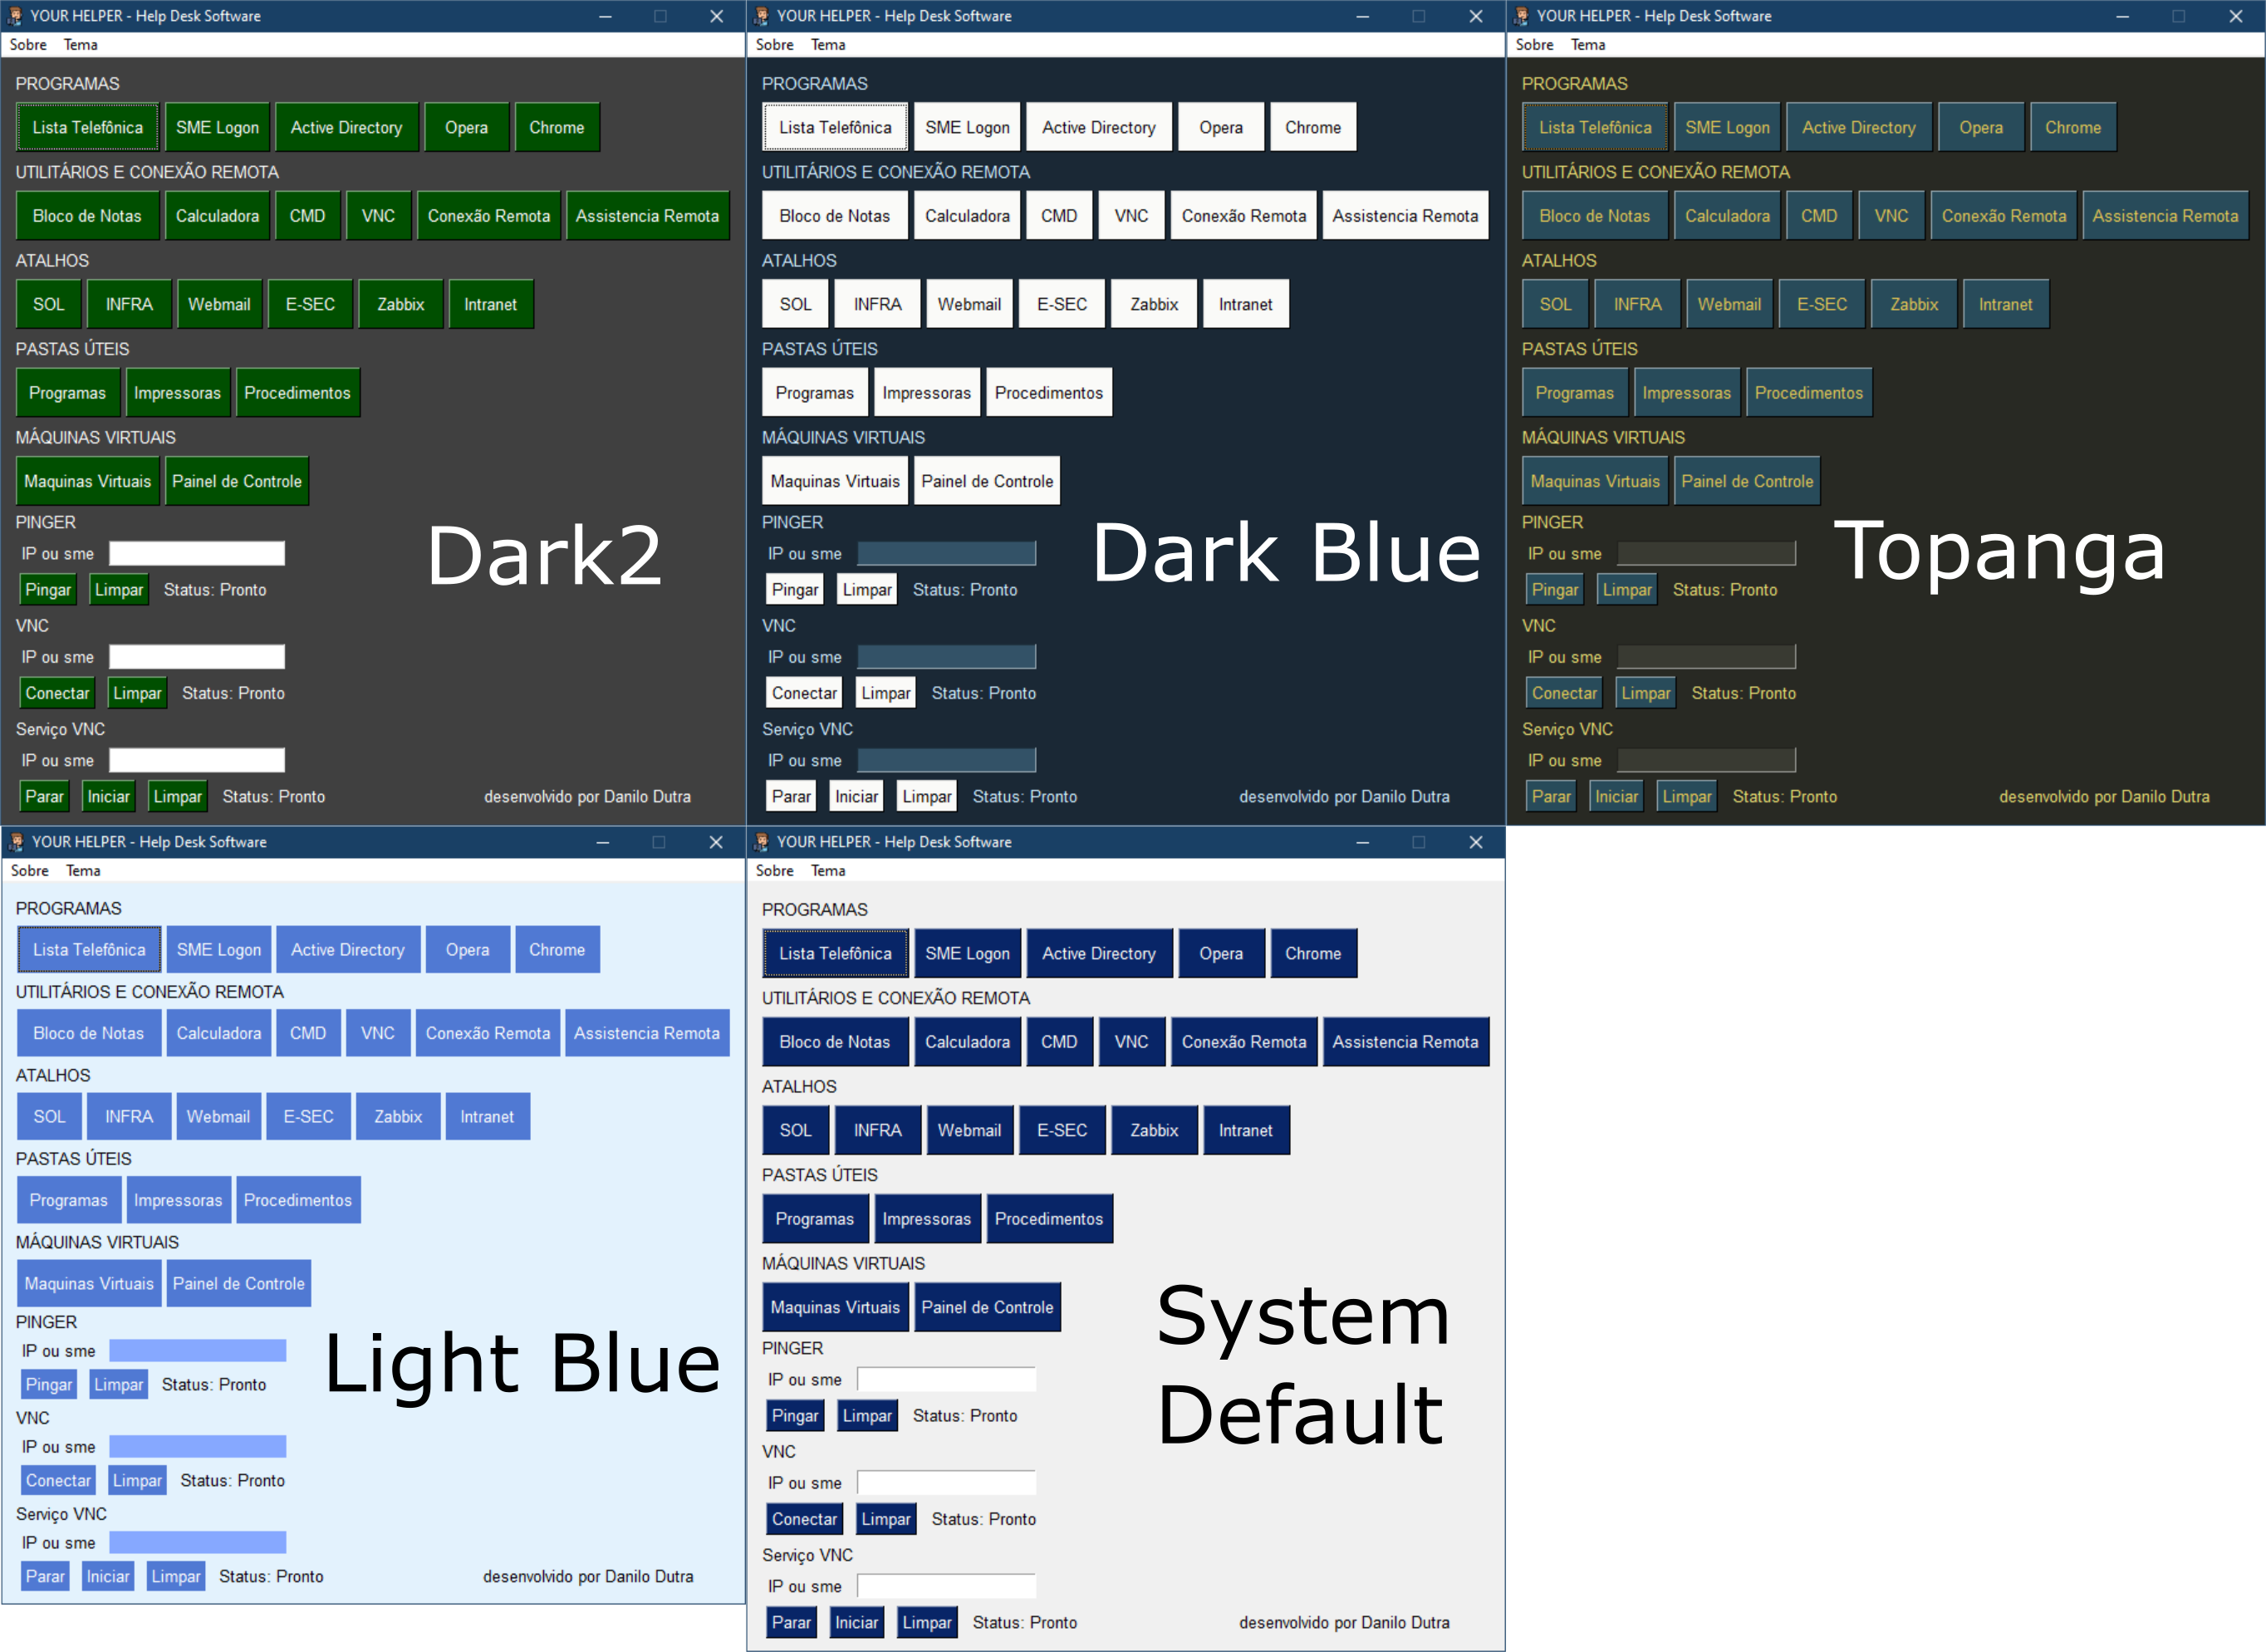 YOUR HELPER - Help Desk Software
Sobre Tema
PROGRAMAS
Lista Telefônica SME Logon Active Directory Opera Chrome
UTILITÁRIOS E CONEXÃO REMOTA
Bloco de Notas Calculadora CMD VNC Conexão Remota Assistencia Remota
ATALHOS
SOL INFRA Webmail E-SEC Zabbix Intranet
PASTAS ÚTEIS
Programas Impressoras Procedimentos
MÁQUINAS VIRTUAIS
Maquinas Virtuais Painel de Controle
PINGER
IP ou sme
Pingar Limpar Status: Pronto
Dark2
VNC
IP ou sme
Conectar Limpar Status: Pronto
Serviço VNC
IP ou sme
Parar Iniciar Limpar Status: Pronto desenvolvido por Danilo Dutra
YOUR HELPER - Help Desk Software
Sobre Tema
PROGRAMAS
Lista Telefônica SME Logon Active Directory Opera Chrome
UTILITÁRIOS E CONEXÃO REMOTA
Bloco de Notas Calculadora CMD VNC Conexão Remota Assistencia Remota
ATALHOS
SOL INFRA Webmail E-SEC Zabbix Intranet
PASTAS ÚTEIS
Programas Impressoras Procedimentos
MÁQUINAS VIRTUAIS
Maquinas Virtuais Painel de Controle
PINGER
IP ou sme
Pingar Limpar Status: Pronto
Dark Blue
VNC
IP ou sme
Conectar Limpar Status: Pronto
Serviço VNC
IP ou sme
Parar Iniciar Limpar Status: Pronto desenvolvido por Danilo Dutra
YOUR HELPER - Help Desk Software
Sobre Tema
PROGRAMAS
Lista Telefônica SME Logon Active Directory Opera Chrome
UTILITÁRIOS E CONEXÃO REMOTA
Bloco de Notas Calculadora CMD VNC Conexão Remota Assistencia Remota
ATALHOS
SOL INFRA Webmail E-SEC Zabbix Intranet
PASTAS ÚTEIS
Programas Impressoras Procedimentos
MÁQUINAS VIRTUAIS
Maquinas Virtuais Painel de Controle
PINGER
IP ou sme
Pingar Limpar Status: Pronto
Topanga
VNC
IP ou sme
Conectar Limpar Status: Pronto
Serviço VNC
IP ou sme
Parar Iniciar Limpar Status: Pronto desenvolvido por Danilo Dutra
YOUR HELPER - Help Desk Software
Sobre Tema
PROGRAMAS
Lista Telefônica SME Logon Active Directory Opera Chrome
UTILITÁRIOS E CONEXÃO REMOTA
Bloco de Notas Calculadora CMD VNC Conexão Remota Assistencia Remota
ATALHOS
SOL INFRA Webmail E-SEC Zabbix Intranet
PASTAS ÚTEIS
Programas Impressoras Procedimentos
MÁQUINAS VIRTUAIS
Maquinas Virtuais Painel de Controle
PINGER
IP ou sme
Pingar Limpar Status: Pronto
Light Blue
VNC
IP ou sme
Conectar Limpar Status: Pronto
Serviço VNC
IP ou sme
Parar Iniciar Limpar Status: Pronto desenvolvido por Danilo Dutra
YOUR HELPER - Help Desk Software
Sobre Tema
PROGRAMAS
Lista Telefônica SME Logon Active Directory Opera Chrome
UTILITÁRIOS E CONEXÃO REMOTA
Bloco de Notas Calculadora CMD VNC Conexão Remota Assistencia Remota
ATALHOS
SOL INFRA Webmail E-SEC Zabbix Intranet
PASTAS ÚTEIS
Programas Impressoras Procedimentos
MÁQUINAS VIRTUAIS
Maquinas Virtuais Painel de Controle
System
Default
PINGER
IP ou sme
Pingar Limpar Status: Pronto
VNC
IP ou sme
Conectar Limpar Status: Pronto
Serviço VNC
IP ou sme
Parar Iniciar Limpar Status: Pronto desenvolvido por Danilo Dutra